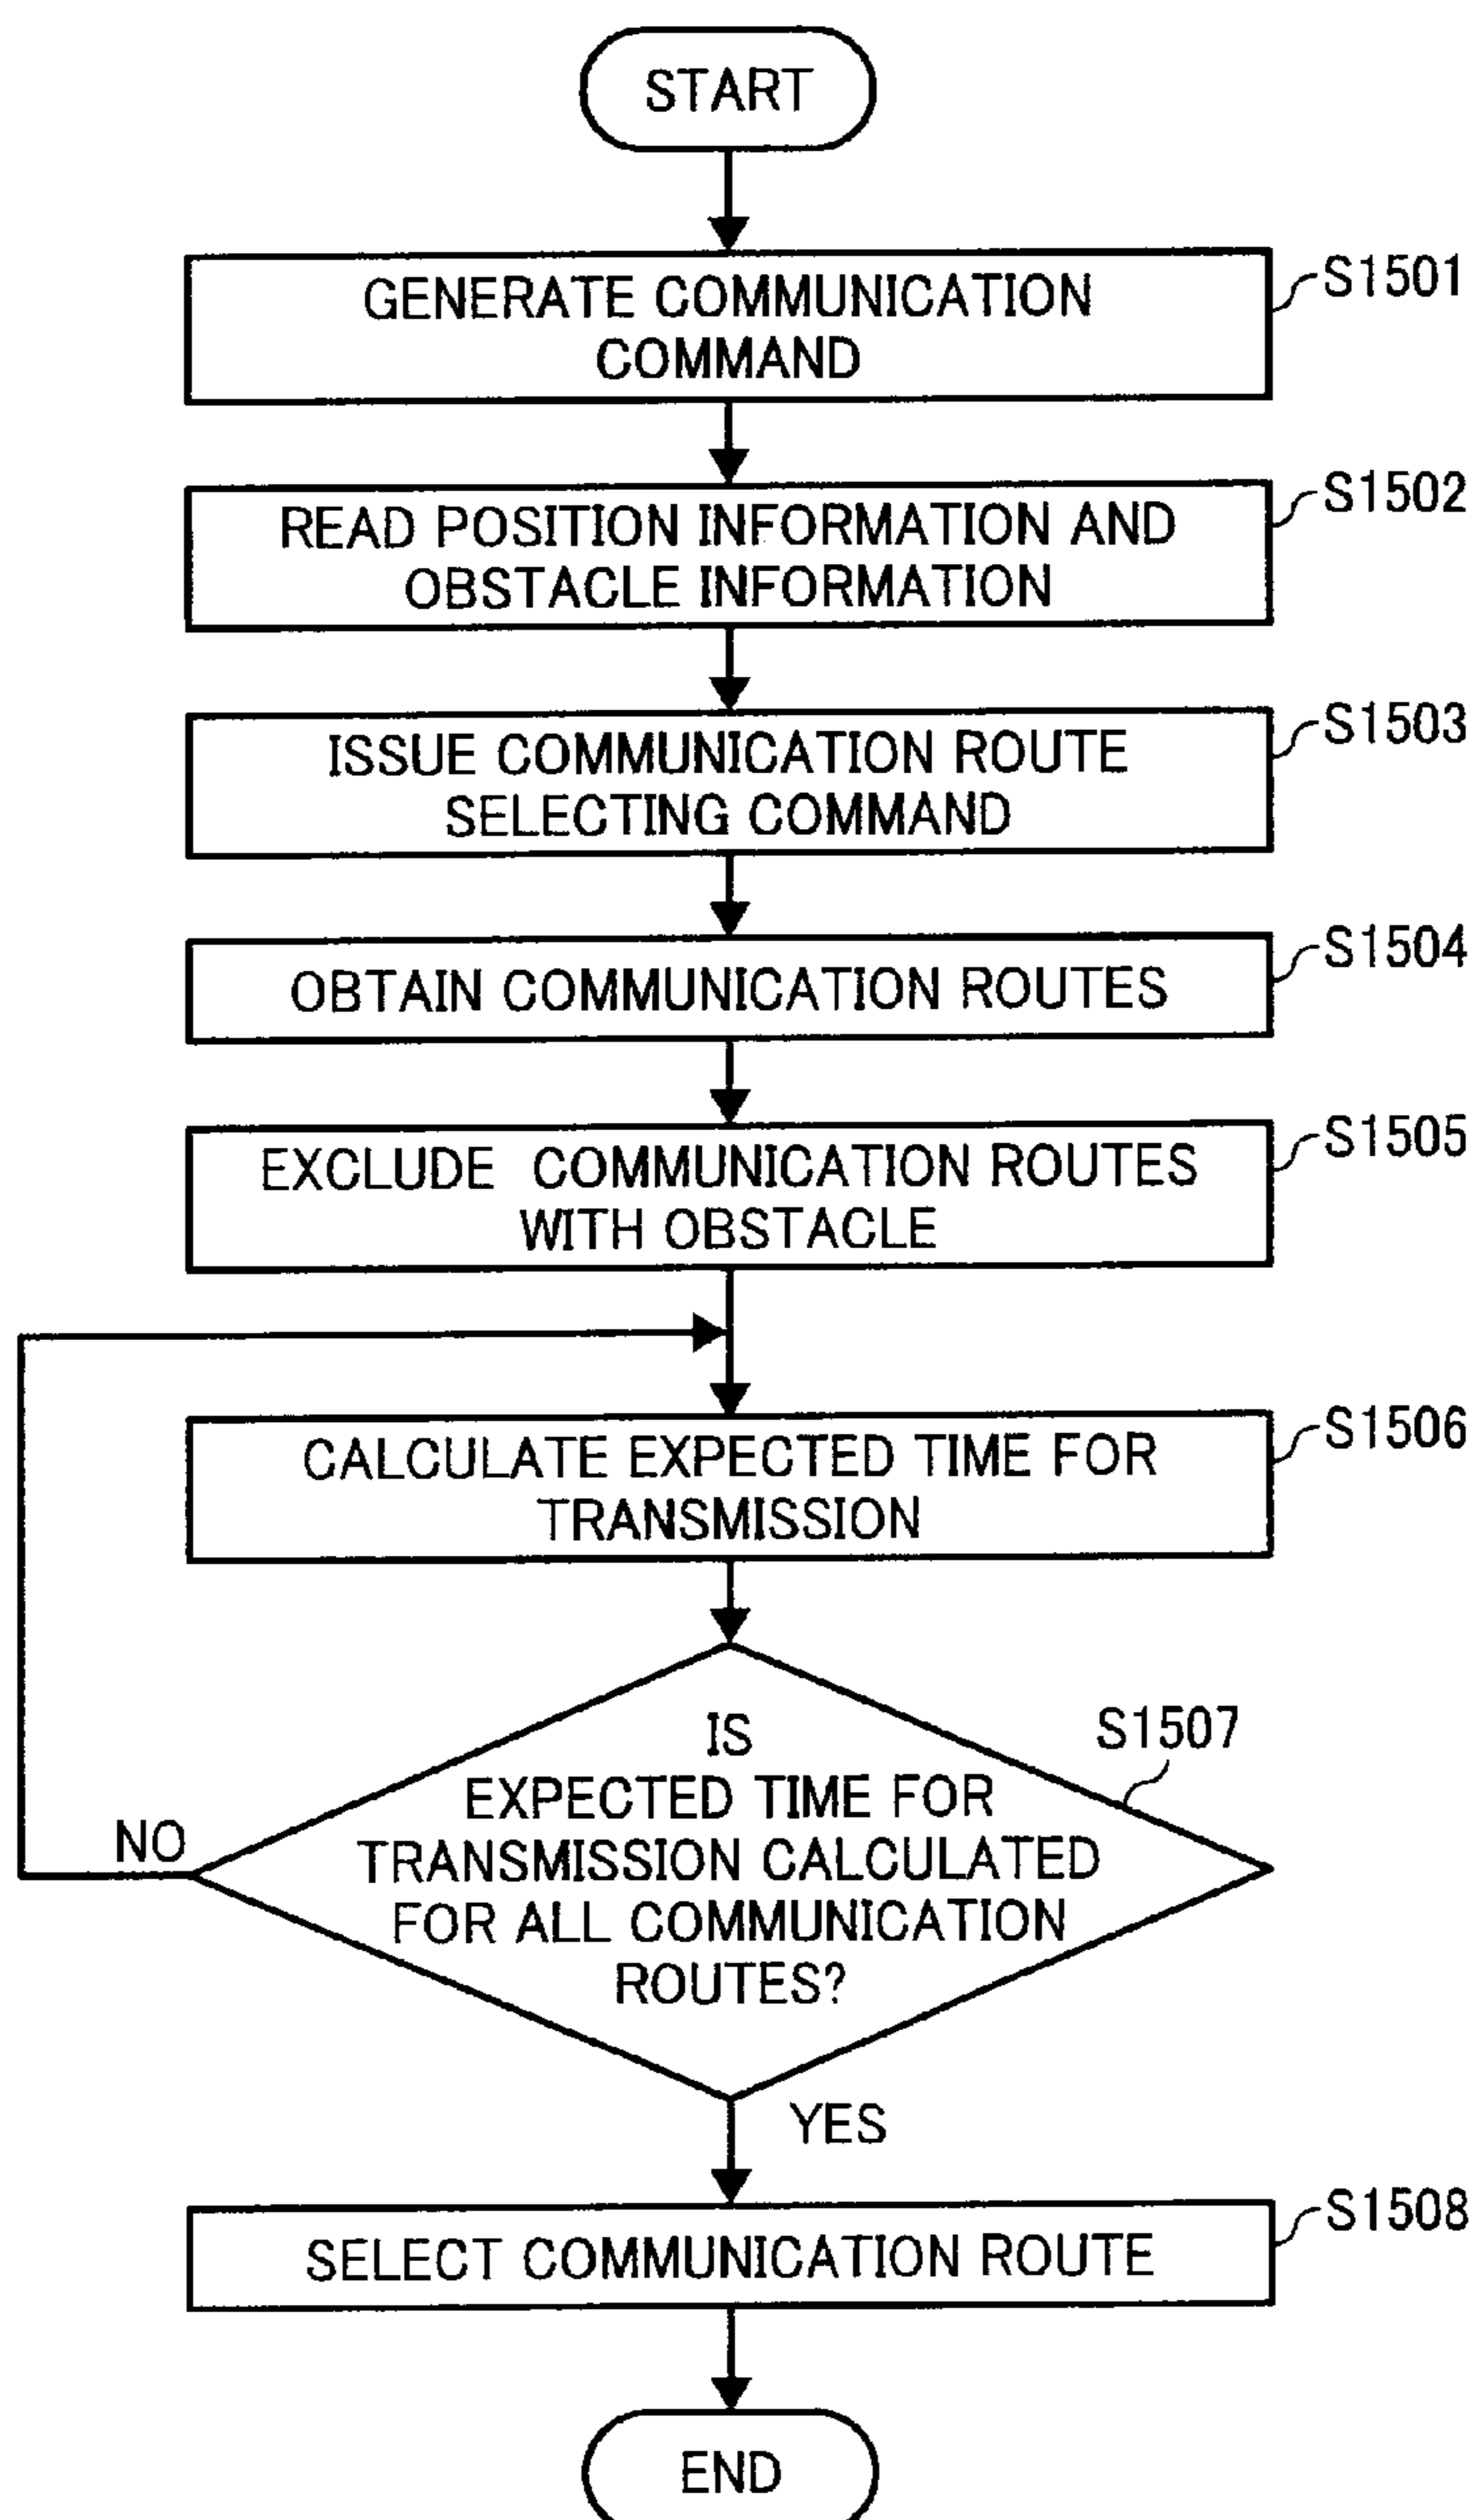 START
GENERATE COMMUNICATION
COMMAND
S1501
READ POSITION INFORMATION AND
OBSTACLE INFORMATION
S1502
ISSUE COMMUNICATION ROUTE
SELECTING COMMAND
S1503
OBTAIN COMMUNICATION ROUTES
S1504
EXCLUDE COMMUNICATION ROUTES
WITH OBSTACLE
S1505
CALCULATE EXPECTED TIME FOR
TRANSMISSION
S1506
IS
EXPECTED TIME FOR
TRANSMISSION CALCULATED
FOR ALL COMMUNICATION
ROUTES?
S1507
NO
YES
SELECT COMMUNICATION ROUTE
S1508
END